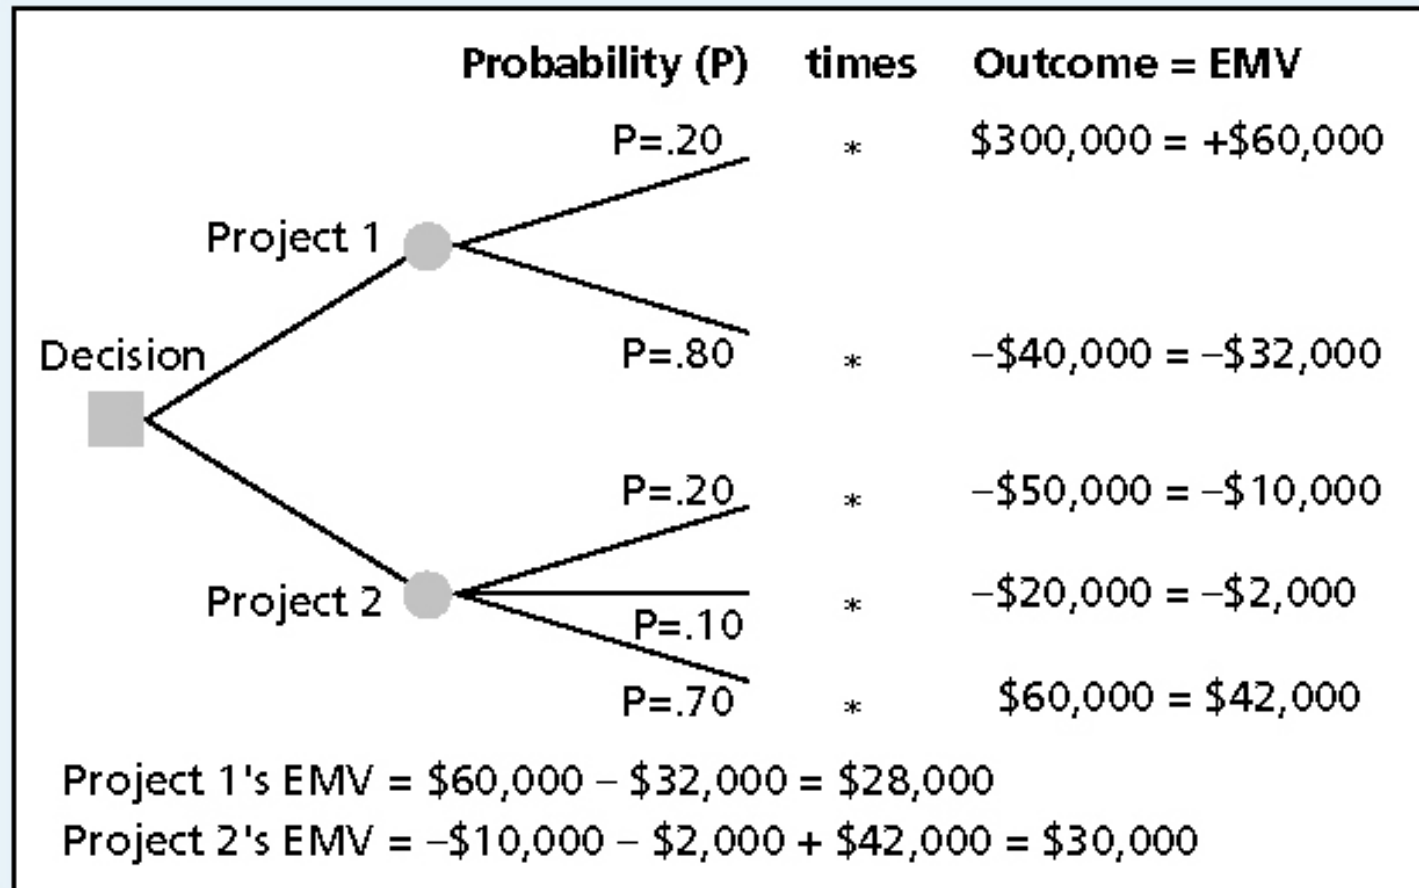 Probability (P) times Outcome = EMV
P=.20 * $300,000 = +$60,000
Project 1
P=.80 * –$40,000 = –$32,000
Decision
P=.20 * –$50,000 = –$10,000
Project 2
P=.10 * –$20,000 = –$2,000
P=.70 * $60,000 = $42,000
Project 1's EMV = $60,000 – $32,000 = $28,000
Project 2's EMV = –$10,000 – $2,000 + $42,000 = $30,000